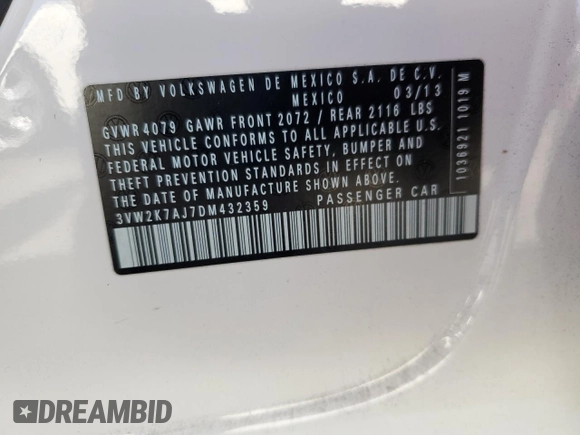 MFD BY VOLKSWAGEN DE MEXICO S.A. DE C.V.
MEXICO 03/13
GVWR 4079 GAWR FRONT 2072 / REAR 2116 LBS
THIS VEHICLE CONFORMS TO ALL APPLICABLE U.S.
FEDERAL MOTOR VEHICLE SAFETY, BUMPER AND
THEFT PREVENTION STANDARDS IN EFFECT ON
THE DATE OF MANUFACTURE SHOWN ABOVE.
3VW2K7AJ7DM432359 PASSENGER CAR
1036921 1019 M
DREAMBID